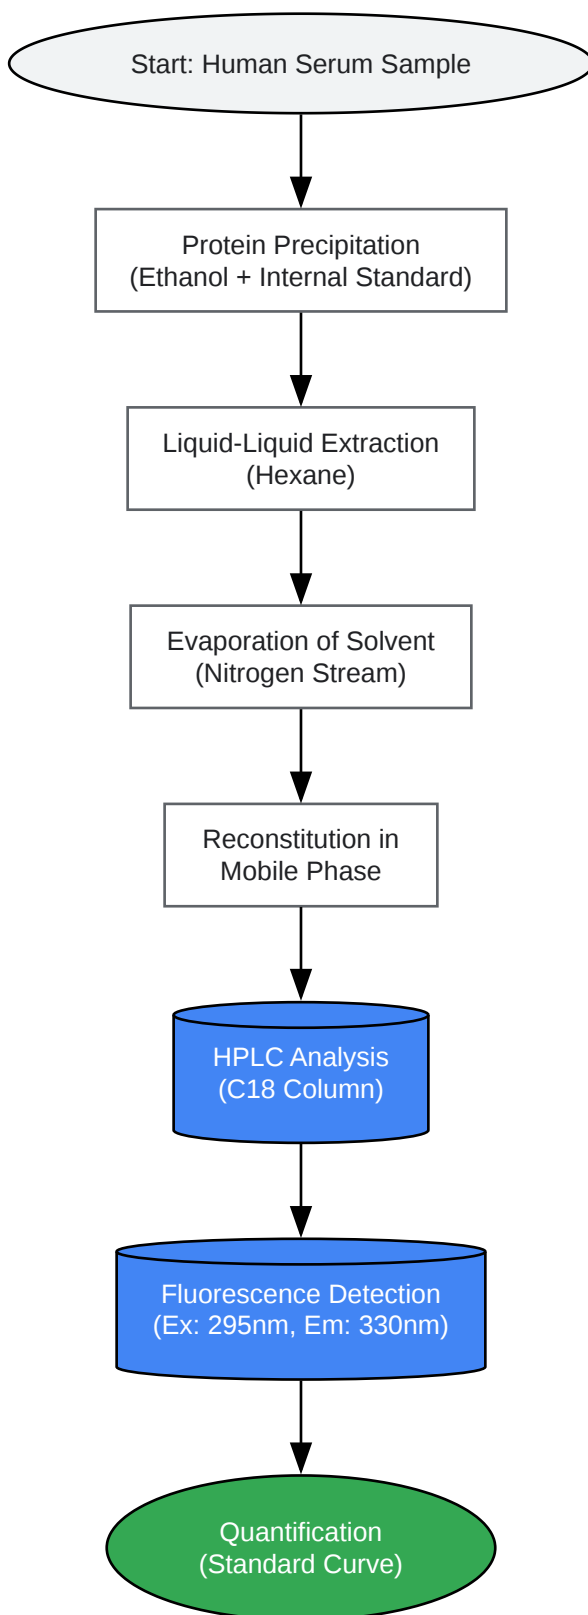 Start: Human Serum Sample
Protein Precipitation
(Ethanol + Internal Standard)
Liquid-Liquid Extraction
(Hexane)
Evaporation of Solvent
(Nitrogen Stream)
Reconstitution in
Mobile Phase
HPLC Analysis
(C18 Column)
Fluorescence Detection
(Ex: 295nm, Em: 330nm)
Quantification
(Standard Curve)